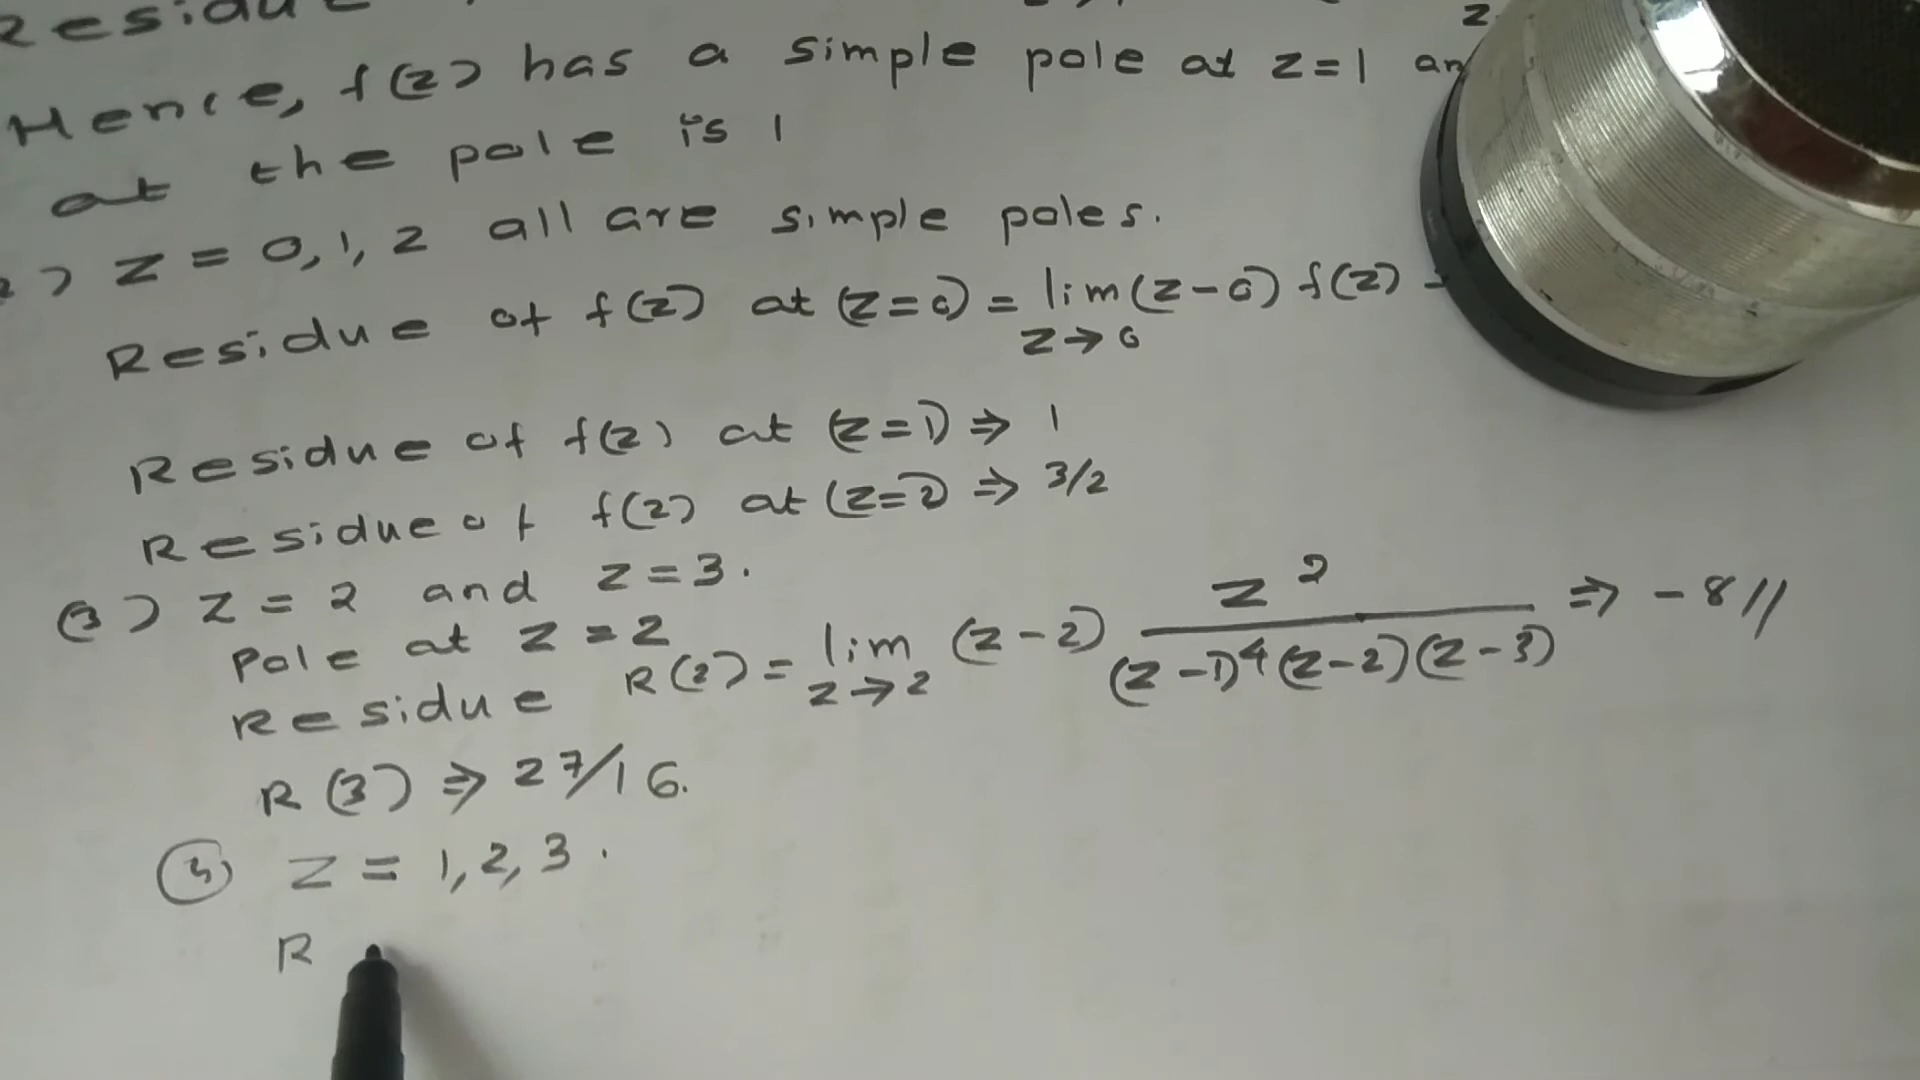 Residue
Hence, f(z) has a simple pole at z=1 an
at the pole is 1
) z = 0,1,2 all are simple poles.
Residue of f(z) at (z=0) = lim (z-0) f(z)
z→0
Residue of f(z) at (z=1) ⇒ 1
Residue of f(z) at (z=2) ⇒ 3/2
(3) z = 2 and z=3.
Pole at z=2
Residue R(2) = lim z→2 (z-2) z^2/((z-1)^4(z-2)(z-3)) ⇒ -8//
R(3) ⇒ 27/16.
z = 1,2,3.
R